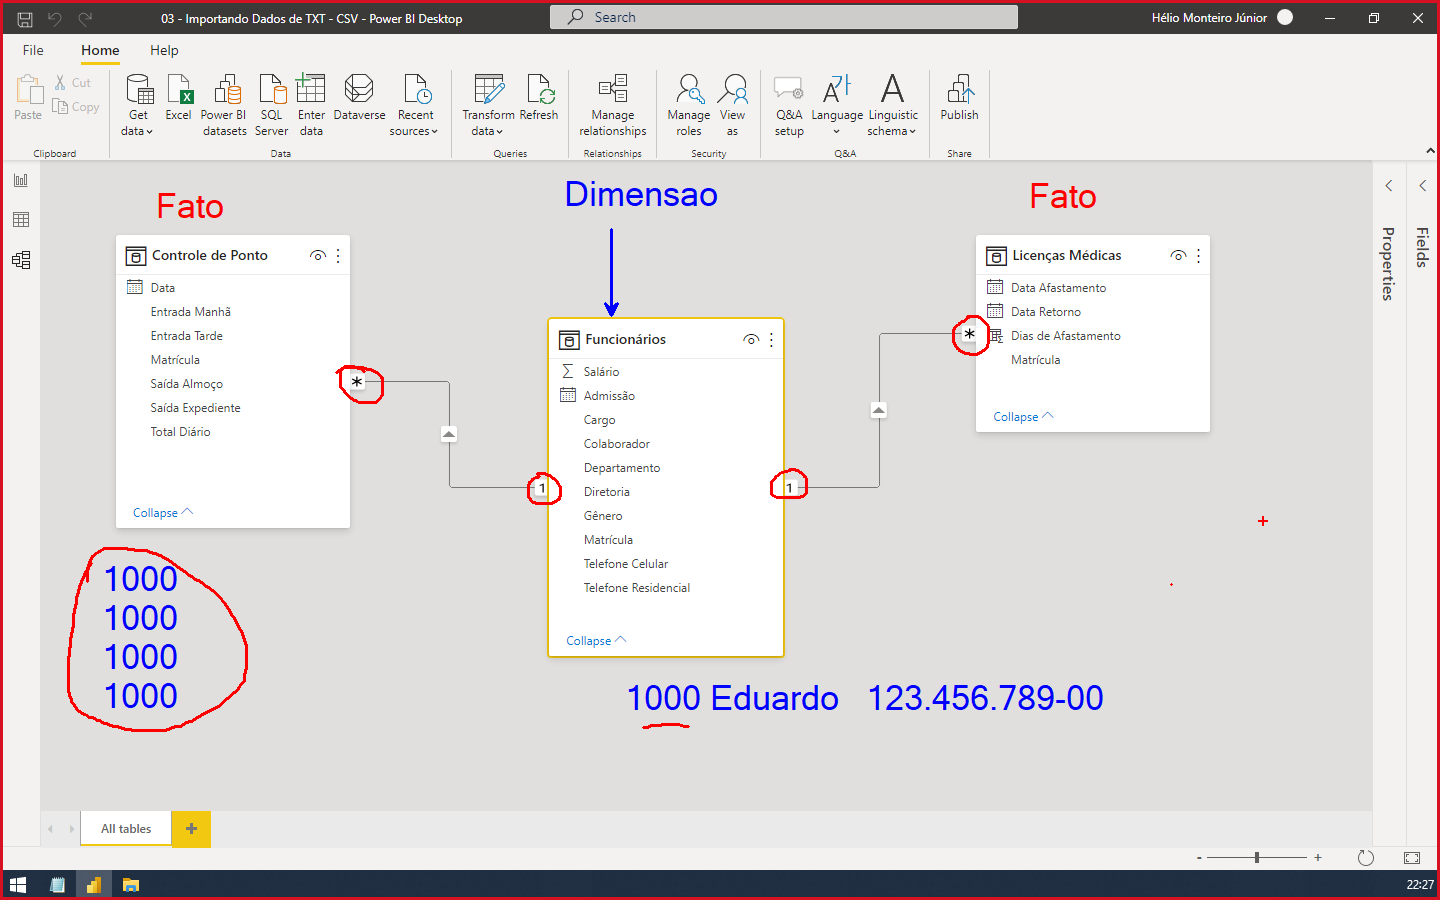 03 - Importando Dados de TXT - CSV - Power BI Desktop
Search
Hélio Monteiro Júnior
File
Home
Help
Paste
Cut
Copy
Clipboard
Get data
Excel
Power BI datasets
SQL Server
Enter data
Dataverse
Recent sources
Data
Transform data
Refresh
Queries
Manage relationships
Relationships
Manage roles
View as
Security
Q&A setup
Language
Linguistic schema
Q&A
Publish
Share
Fato
Dimensao
Fato
Controle de Ponto
Data
Entrada Manhã
Entrada Tarde
Matrícula
Saída Almoço
Saída Expediente
Total Diário
Collapse
*
1
Funcionários
Salário
Admissão
Cargo
Colaborador
Departamento
Diretoria
Gênero
Matrícula
Telefone Celular
Telefone Residencial
Collapse
1
*
Licenças Médicas
Data Afastamento
Data Retorno
Dias de Afastamento
Matrícula
Collapse
Properties
Fields
1000
1000
1000
1000
1000 Eduardo 123.456.789-00
All tables
22:27